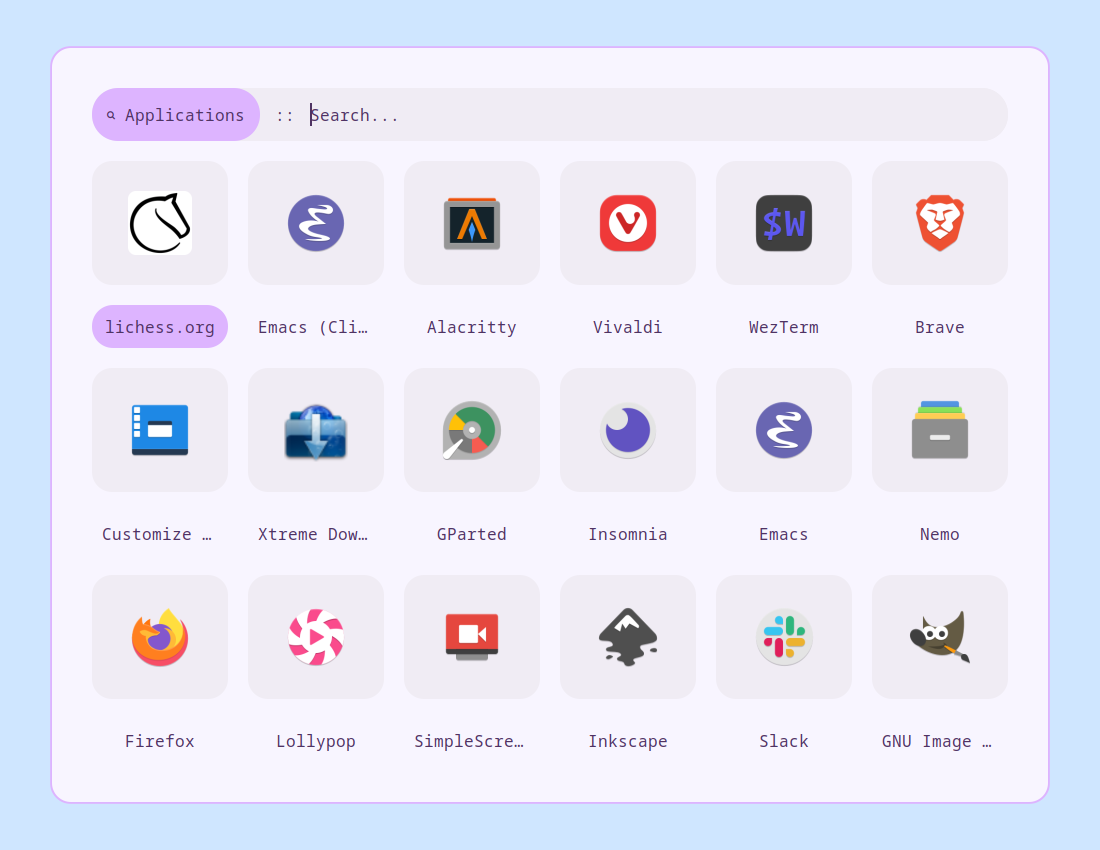 Applications :: Search...
$W
lichess.org Emacs (Cli… Alacritty Vivaldi WezTerm Brave
Customize … Xtreme Dow… GParted Insomnia Emacs Nemo
Firefox Lollypop SimpleScre… Inkscape Slack GNU Image …